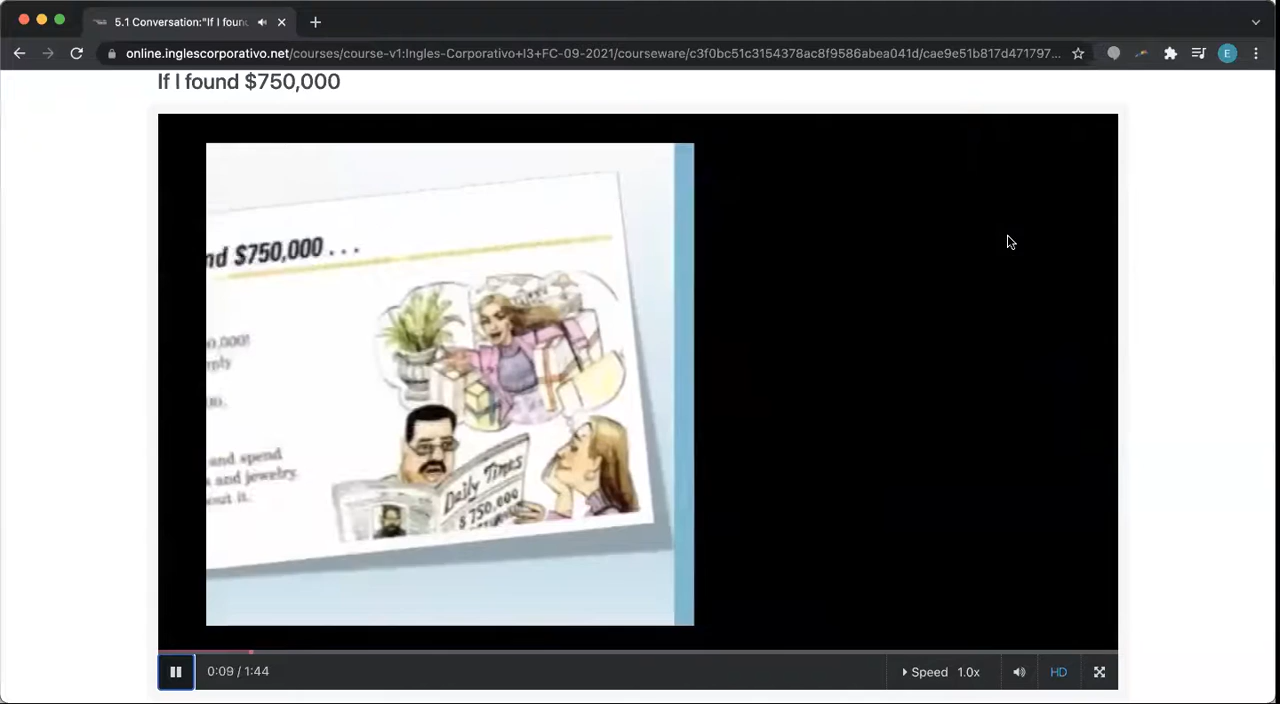 5.1 Conversation:"If I foun
online.inglescorporativo.net/courses/course-v1:Ingles-Corporativo+I3+FC-09-2021/courseware/c3f0bc51c3154378ac8f9586abea041d/cae9e51b817d471797...
E
If I found $750,000
nd $750,000 . . .
0,000!
and spend
and jewelry.
out it.
Daily Times
$750,000
0:09 / 1:44
Speed 1.0x
HD